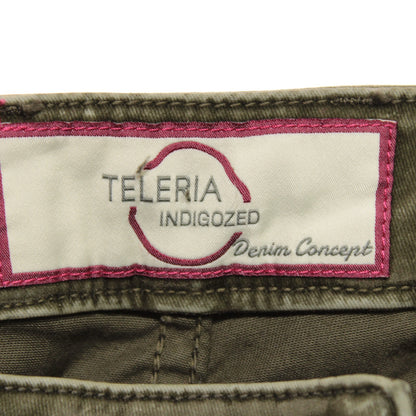 TELERIA
INDIGOZED
Denim Concept